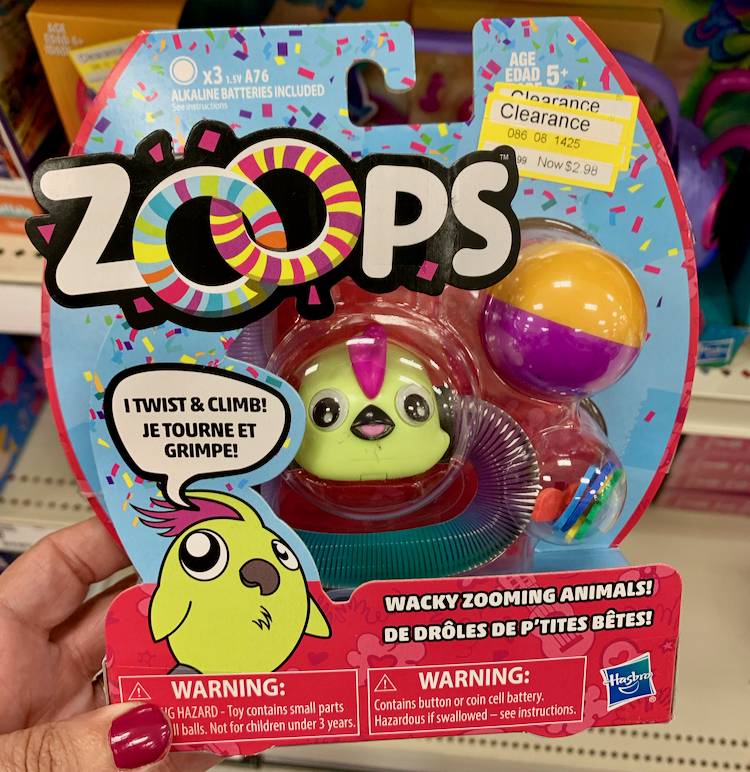 AGE
EDAD 5+
x3 1.5V A76
ALKALINE BATTERIES INCLUDED
See instructions
Clearance
Clearance
086 08 1425
99 Now $2.98
Clearance
ZOOPS™
I TWIST & CLIMB!
JE TOURNE ET
GRIMPE!
WACKY ZOOMING ANIMALS!
DE DRÔLES DE P'TITES BÊTES!
WARNING:
HAZARD - Toy contains small parts
balls. Not for children under 3 years.
WARNING:
Contains button or coin cell battery.
Hazardous if swallowed – see instructions.
Hasbro